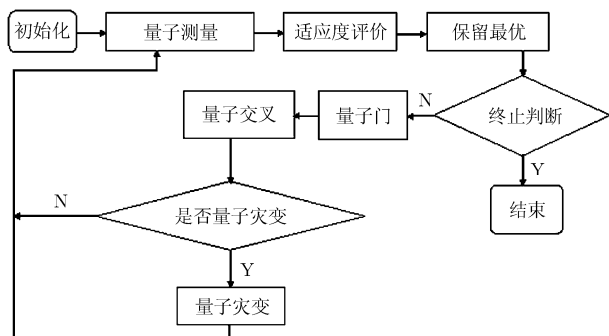 初始化
量子测量
适应度评价
保留最优
终止判断
N
量子门
量子交叉
Y
结束
是否量子灾变
N
Y
量子灾变